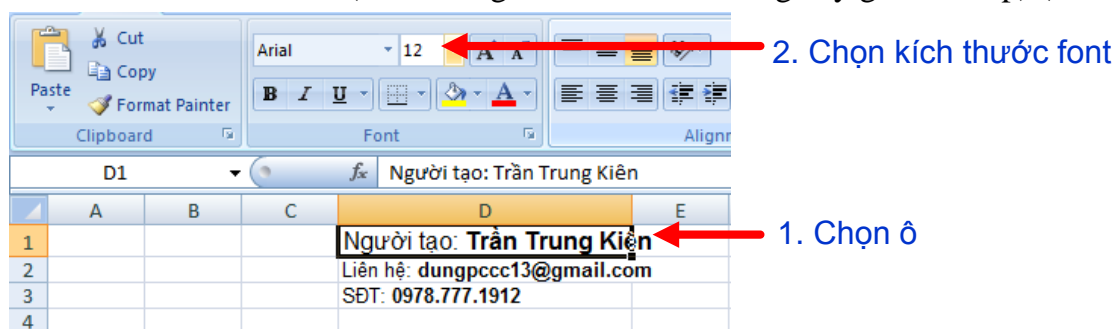 Cut
Copy
Paste
Format Painter
Clipboard
Arial
12
A A
B I U A
Font
Alignr
2. Chọn kích thước font
D1
fx Người tạo: Trần Trung Kiên
A B C D E
1 Người tạo: Trần Trung Kiên
1. Chọn ô
2 Liên hệ: dungpccc13@gmail.com
3 SĐT: 0978.777.1912
4